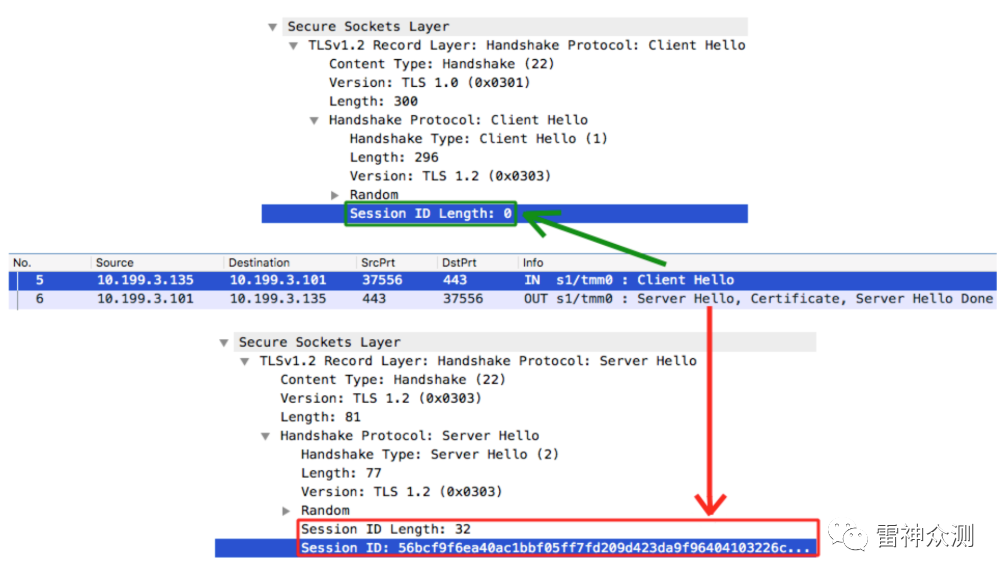 Secure Sockets Layer
TLSv1.2 Record Layer: Handshake Protocol: Client Hello
Content Type: Handshake (22)
Version: TLS 1.0 (0x0301)
Length: 300
Handshake Protocol: Client Hello
Handshake Type: Client Hello (1)
Length: 296
Version: TLS 1.2 (0x0303)
Random
Session ID Length: 0
No. Source Destination SrcPrt DstPrt Info
5 10.199.3.135 10.199.3.101 37556 443 IN s1/tmm0 : Client Hello
6 10.199.3.101 10.199.3.135 443 37556 OUT s1/tmm0 : Server Hello, Certificate, Server Hello Done
Secure Sockets Layer
TLSv1.2 Record Layer: Handshake Protocol: Server Hello
Content Type: Handshake (22)
Version: TLS 1.2 (0x0303)
Length: 81
Handshake Protocol: Server Hello
Handshake Type: Server Hello (2)
Length: 77
Version: TLS 1.2 (0x0303)
Random
Session ID Length: 32
Session ID: 56bcf9f6ea40ac1bbf05ff7fd209d423da9f96404103226c...
雷神众测